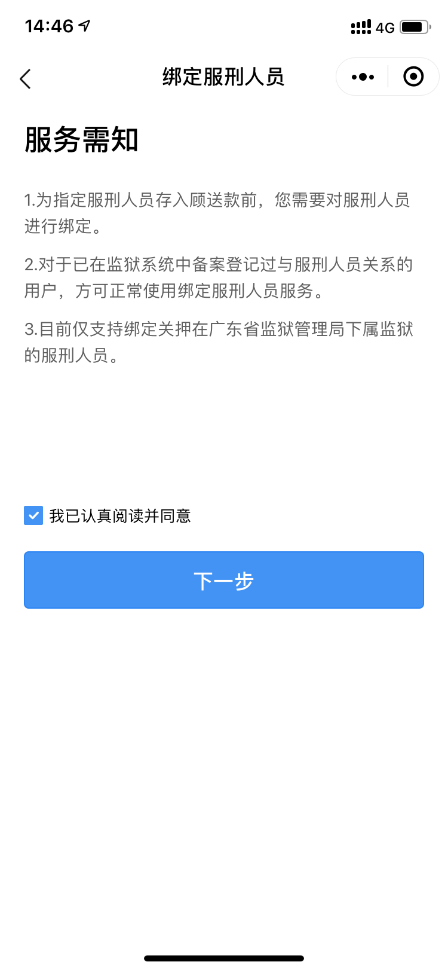 14:46
4G
绑定服刑人员
服务需知
1.为指定服刑人员存入顾送款前，您需要对服刑人员
进行绑定。
2.对于已在监狱系统中备案登记过与服刑人员关系的
用户，方可正常使用绑定服刑人员服务。
3.目前仅支持绑定关押在广东省监狱管理局下属监狱
的服刑人员。
我已认真阅读并同意
下一步